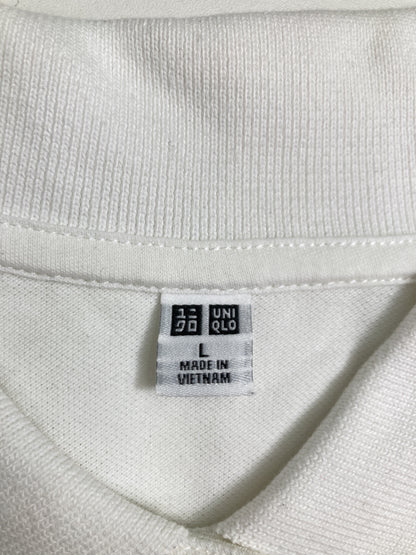 ユニ UNI
クロ QLO
L
MADE IN
VIETNAM